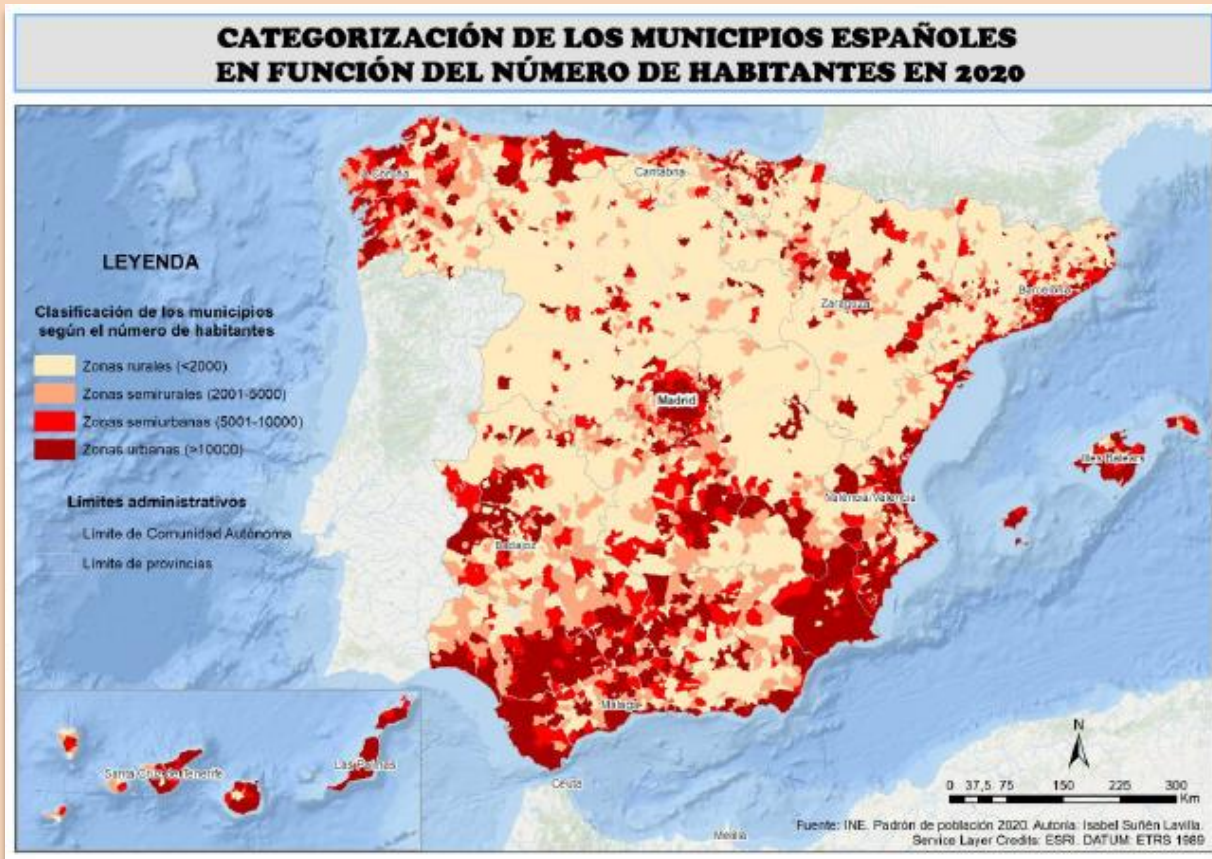 CATEGORIZACIÓN DE LOS MUNICIPIOS ESPAÑOLES
EN FUNCIÓN DEL NÚMERO DE HABITANTES EN 2020
A Coruña
Cantabria
LEYENDA
Clasificación de los municipios
según el número de habitantes
Zonas rurales (<2000)
Zonas semirurales (2001-5000)
Zonas semiurbanas (5001-10000)
Zonas urbanas (>10000)
Límites administrativos
Límite de Comunidad Autónoma
Límite de provincias
Zaragoza
Barcelona
Madrid
Illes Balears
València/Valencia
Badajoz
Málaga
Santa Cruz de Tenerife
Las Palmas
Ceuta
Melilla
N
0 37,5 75 150 225 300
Km
Fuente: INE. Padrón de población 2020. Autoría: Isabel Suñén Lavilla.
Service Layer Credits: ESRI. DATUM: ETRS 1989